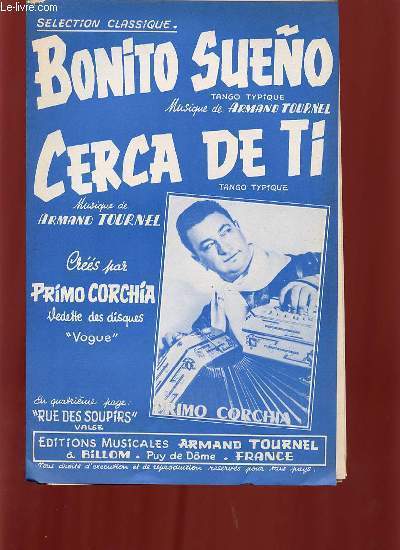 Le-livre.com
SELECTION CLASSIQUE.
BONITO SUEÑO
TANGO TYPIQUE
Musique de ARMAND TOURNEL
CERCA DE TI
TANGO TYPIQUE
Musique de
ARMAND TOURNEL
Créés par
PRIMO CORCHÍA
Vedette des disques
"Vogue"
PRIMO CORCHIA
En quatrième page:
"RUE DES SOUPIRS"
VALSE
EDITIONS MUSICALES ARMAND TOURNEL
à BILLOM - Puy de Dôme - FRANCE
Tous droits d'exécution et de reproduction réservés pour tous pays.